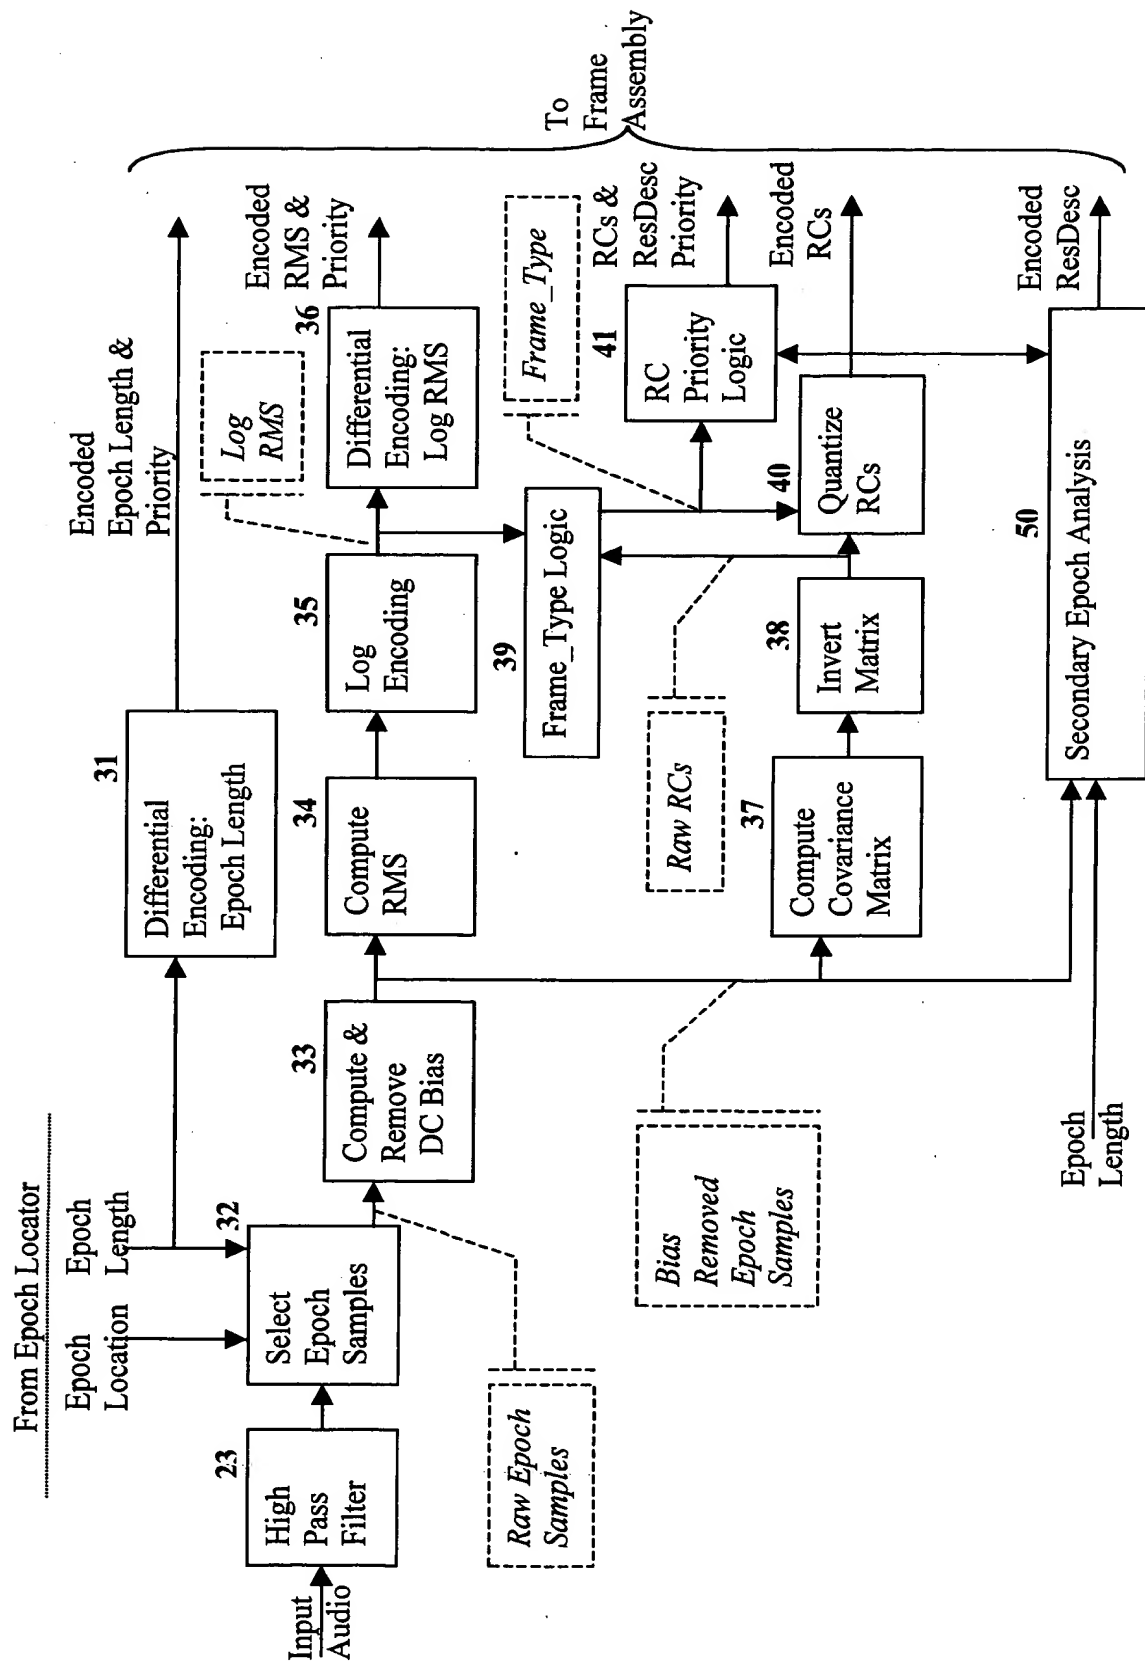 From Epoch Locator
Epoch
Location
Epoch
Length
Input
Audio
23
High
Pass
Filter
32
Select
Epoch
Samples
Raw Epoch
Samples
33
Compute &
Remove
DC Bias
Bias
Removed
Epoch
Samples
31
Differential
Encoding:
Epoch Length
Encoded
Epoch Length &
Priority
34
Compute
RMS
35
Log
Encoding
Log
RMS
36
Differential
Encoding:
Log RMS
Encoded
RMS &
Priority
39
Frame_Type Logic
Frame_Type
Raw RCs
37
Compute
Covariance
Matrix
38
Invert
Matrix
40
Quantize
RCs
41
RC
Priority
Logic
RCs &
ResDesc
Priority
Encoded
RCs
Epoch
Length
50
Secondary Epoch Analysis
Encoded
ResDesc
To
Frame
Assembly